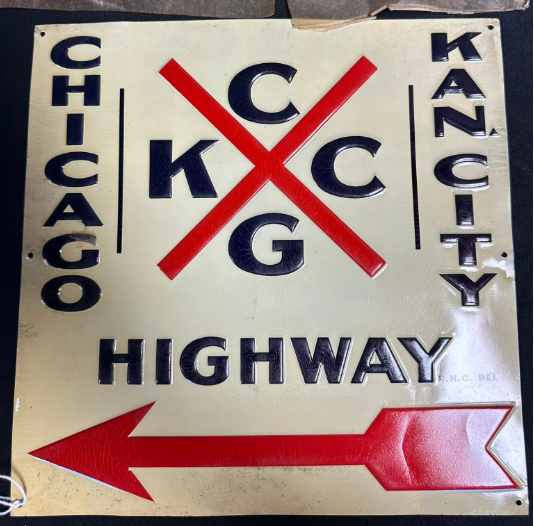 CHICAGO
C
K C
G
KAN. CITY
HIGHWAY
R.H.C. DEL